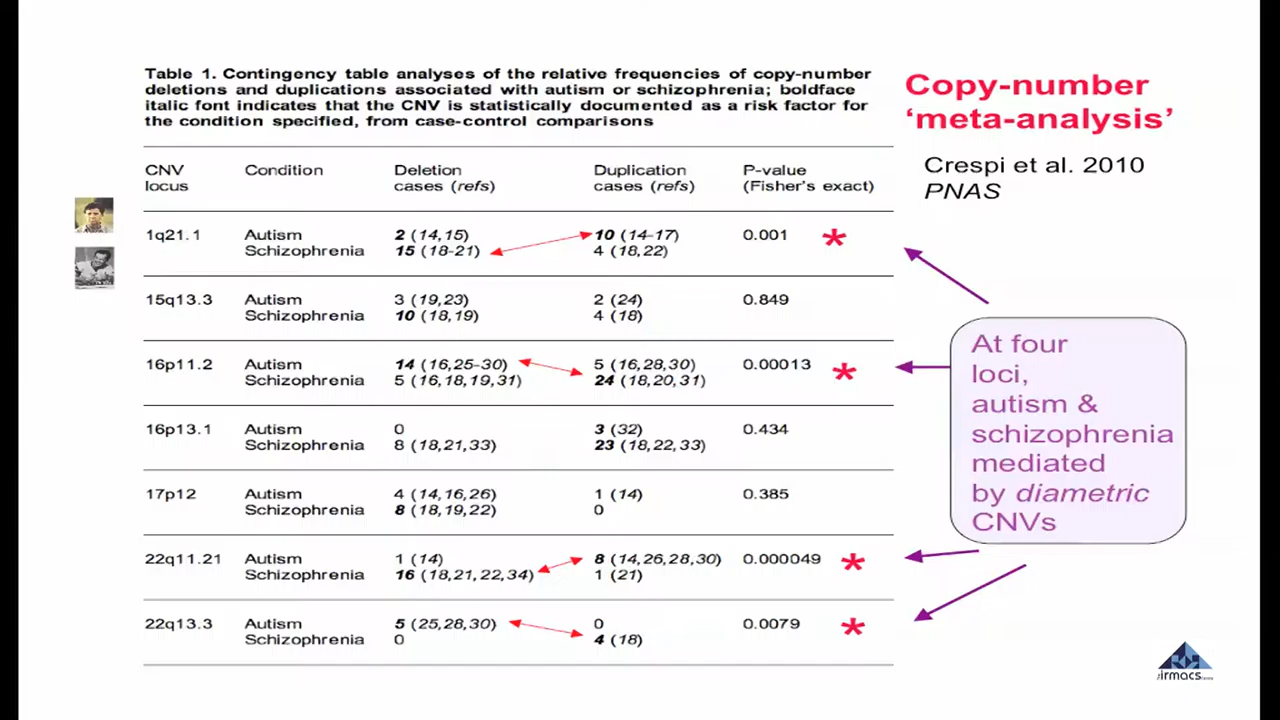 Table 1. Contingency table analyses of the relative frequencies of copy-number
deletions and duplications associated with autism or schizophrenia; boldface
italic font indicates that the CNV is statistically documented as a risk factor for
the condition specified, from case-control comparisons
Copy-number
‘meta-analysis’
Crespi et al. 2010
PNAS
CNV Condition Deletion Duplication P-value
locus cases (refs) cases (refs) (Fisher's exact)
1q21.1 Autism 2 (14,15) 10 (14-17) 0.001 *
Schizophrenia 15 (18-21) 4 (18,22)
15q13.3 Autism 3 (19,23) 2 (24) 0.849
Schizophrenia 10 (18,19) 4 (18)
16p11.2 Autism 14 (16,25-30) 5 (16,28,30) 0.00013 *
Schizophrenia 5 (16,18,19,31) 24 (18,20,31)
16p13.1 Autism 0 3 (32) 0.434
Schizophrenia 8 (18,21,33) 23 (18,22,33)
17p12 Autism 4 (14,16,26) 1 (14) 0.385
Schizophrenia 8 (18,19,22) 0
22q11.21 Autism 1 (14) 8 (14,26,28,30) 0.000049 *
Schizophrenia 16 (18,21,22,34) 1 (21)
22q13.3 Autism 5 (25,28,30) 0 0.0079 *
Schizophrenia 0 4 (18)
At four
loci,
autism &
schizophrenia
mediated
by diametric
CNVs
irmacs